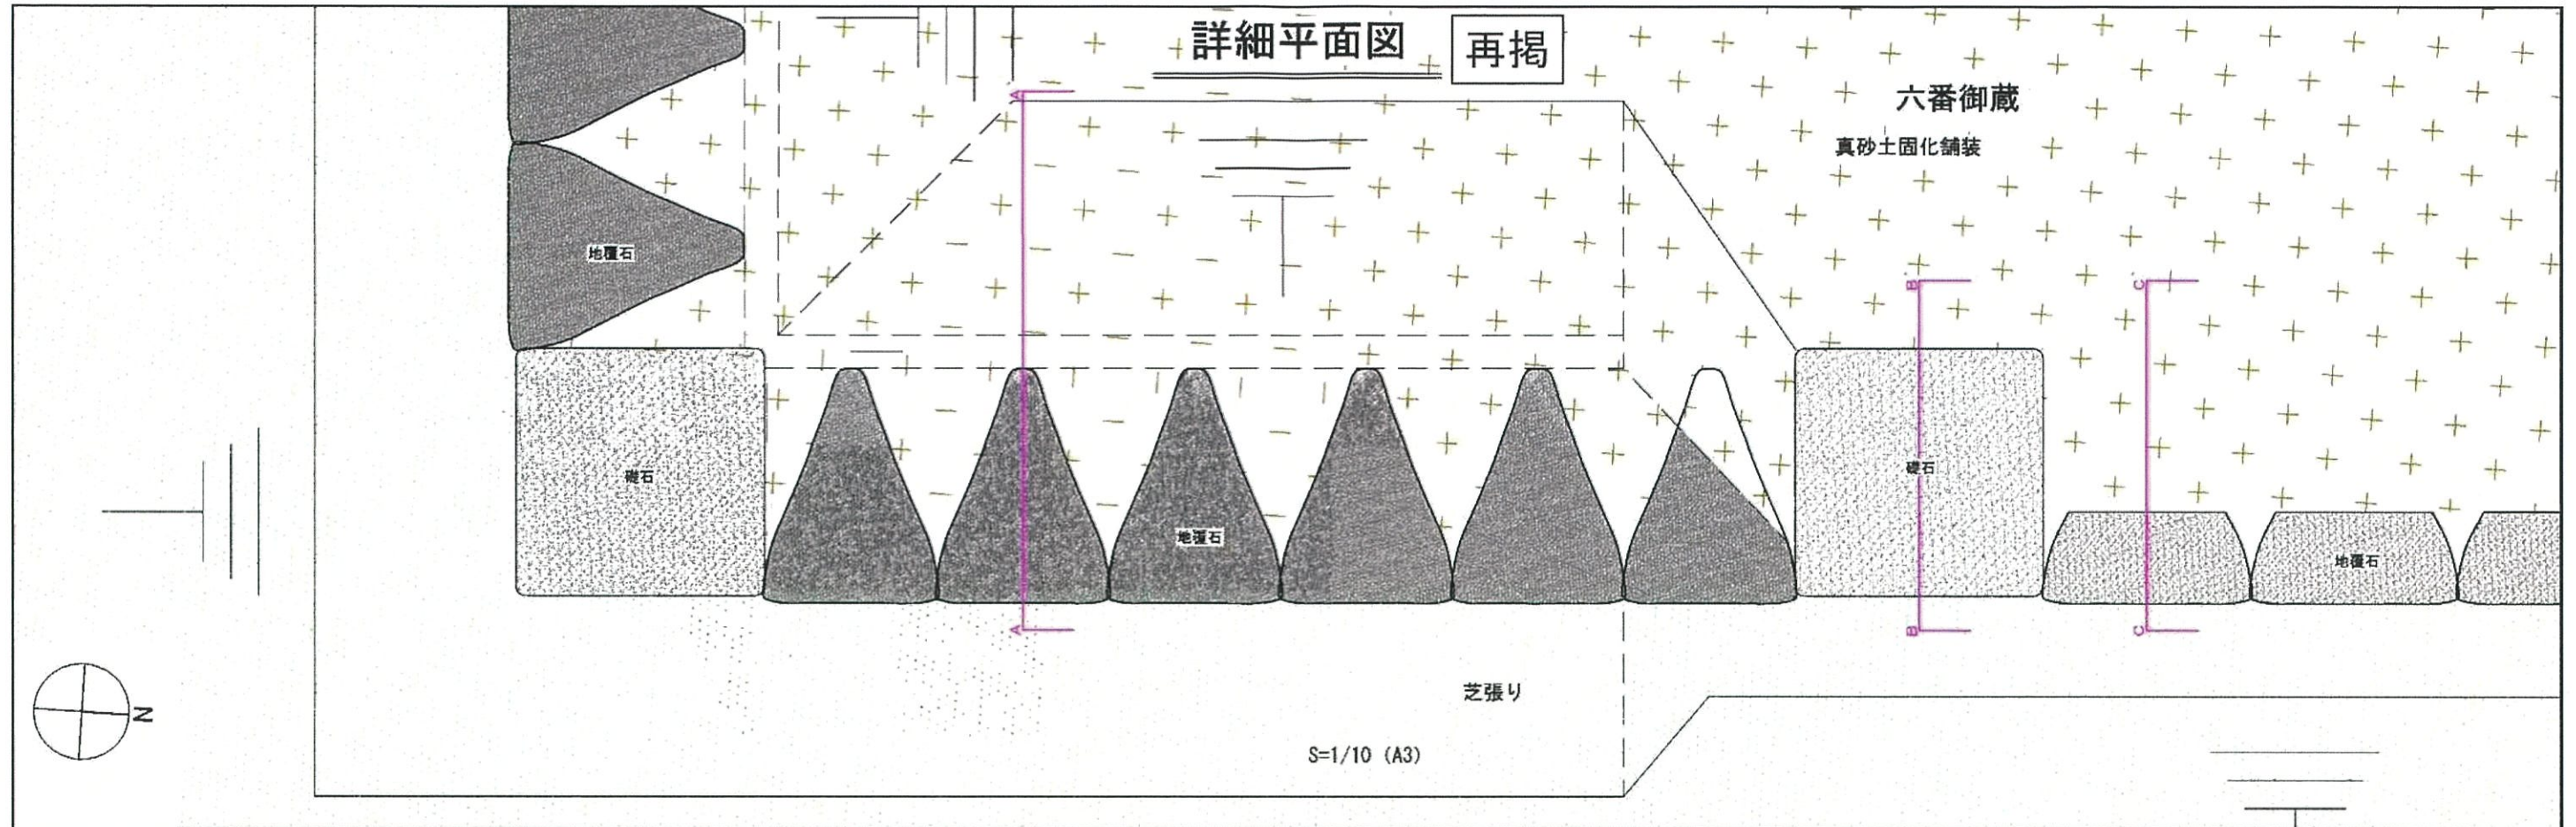 詳細平面図 再掲
六番御蔵
真砂土固化舗装
A
地覆石
B
C
礎石
礎石
地覆石
地覆石
A
B
C
芝張り
N
S=1/10 (A3)